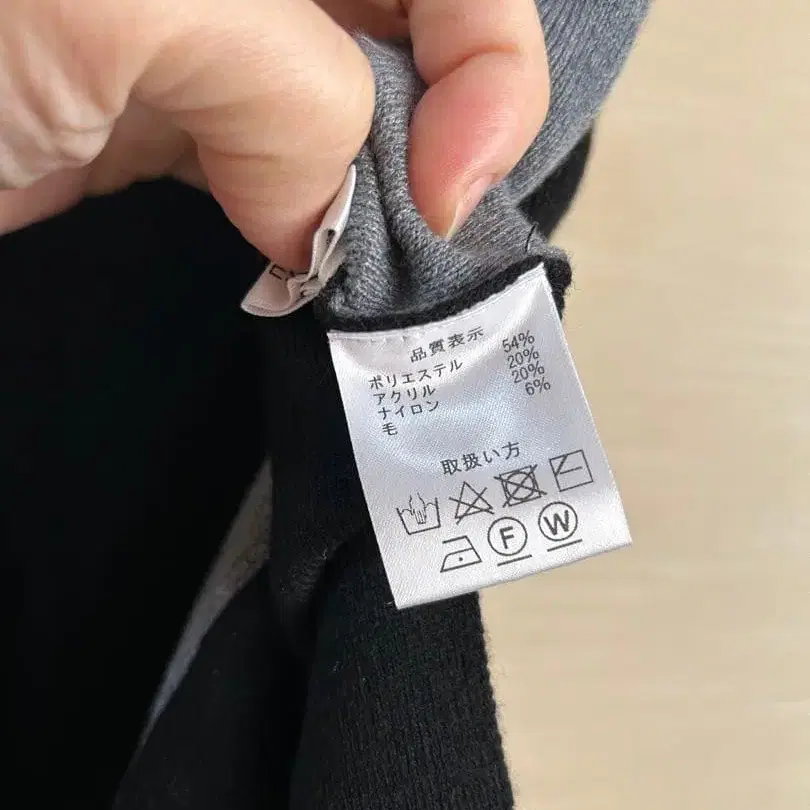 品質表示
ポリエステル 54%
アクリル 20%
ナイロン 20%
毛 6%
取扱い方
F W